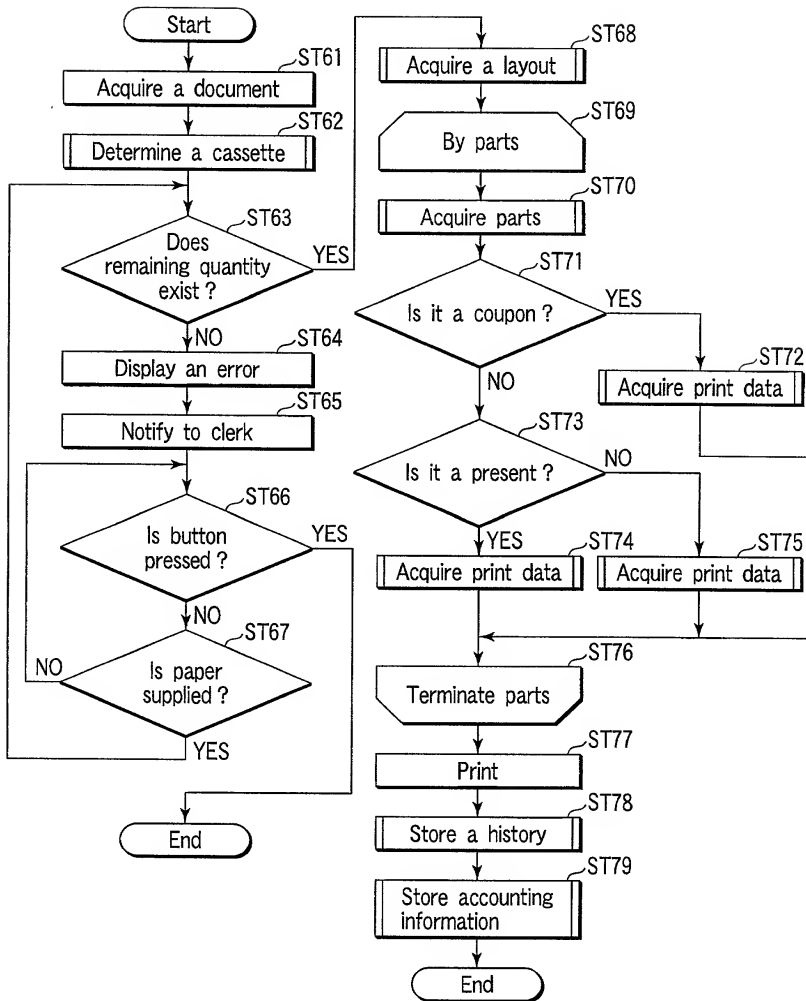 Start
ST61
Acquire a document
ST62
Determine a cassette
ST63
Does
remaining quantity
exist ?
YES
NO
ST64
Display an error
ST65
Notify to clerk
ST66
Is button
pressed ?
YES
NO
ST67
NO
Is paper
supplied ?
YES
End
ST68
Acquire a layout
ST69
By parts
ST70
Acquire parts
ST71
Is it a coupon ?
YES
NO
ST72
Acquire print data
ST73
Is it a present ?
NO
YES
ST74
Acquire print data
ST75
Acquire print data
ST76
Terminate parts
ST77
Print
ST78
Store a history
ST79
Store accounting
information
End